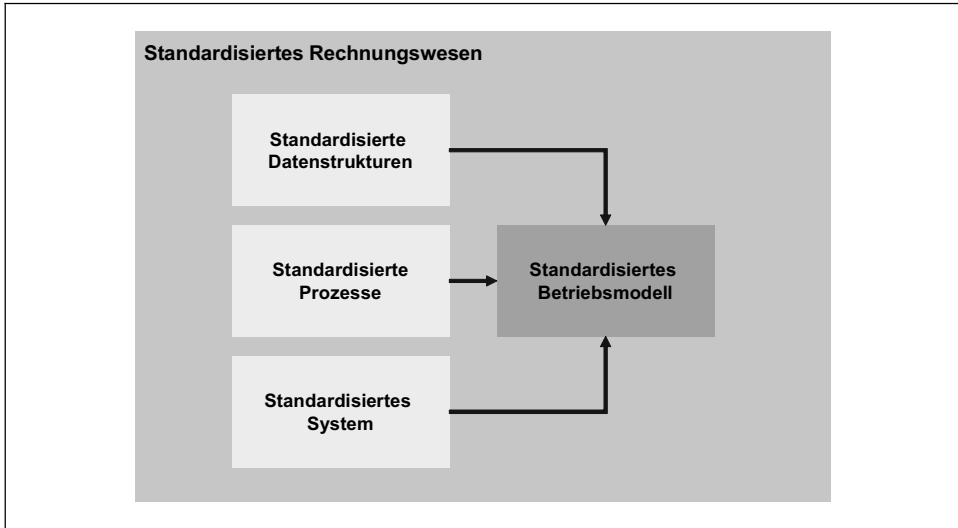 Standardisiertes Rechnungswesen
Standardisierte
Datenstrukturen
Standardisierte
Prozesse
Standardisiertes
Betriebsmodell
Standardisiertes
System